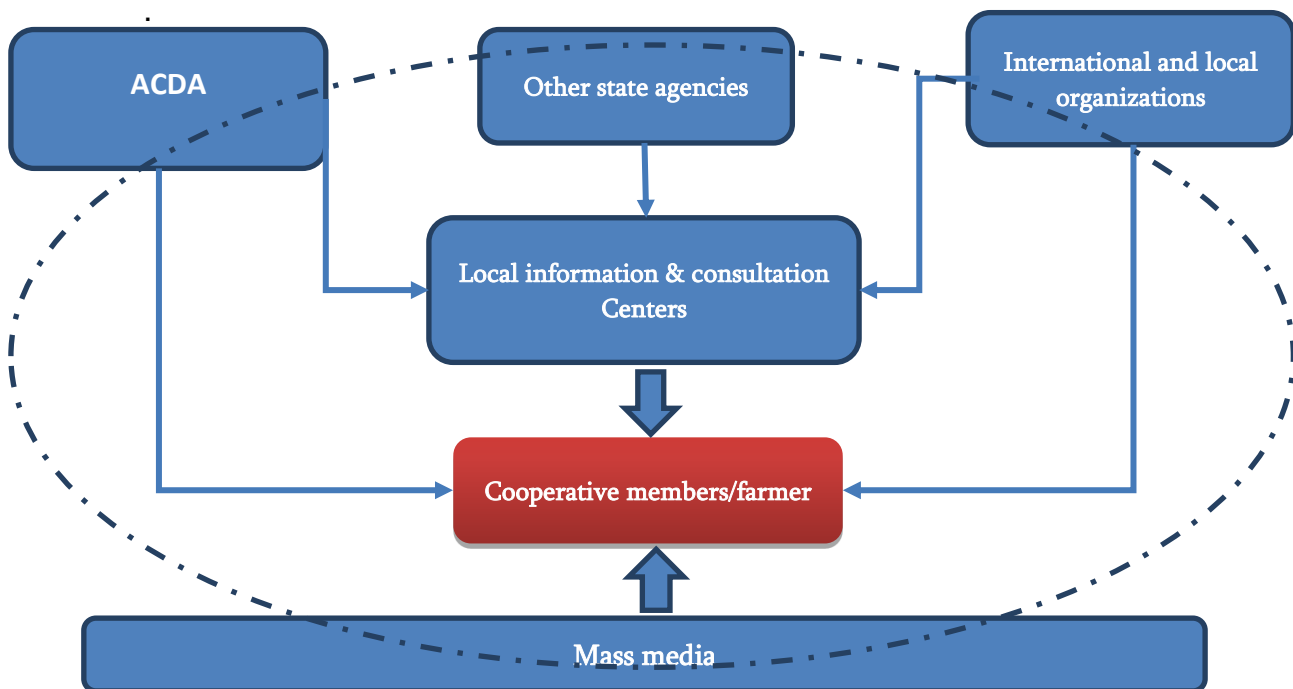 ACDA
Other state agencies
International and local
organizations
Local information & consultation
Centers
Cooperative members/farmer
Mass media